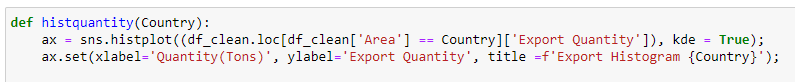 def histquantity(Country):
    ax = sns.histplot((df_clean.loc[df_clean['Area'] == Country]['Export Quantity']), kde = True);
    ax.set(xlabel='Quantity(Tons)', ylabel='Export Quantity', title =f'Export Histogram {Country}');